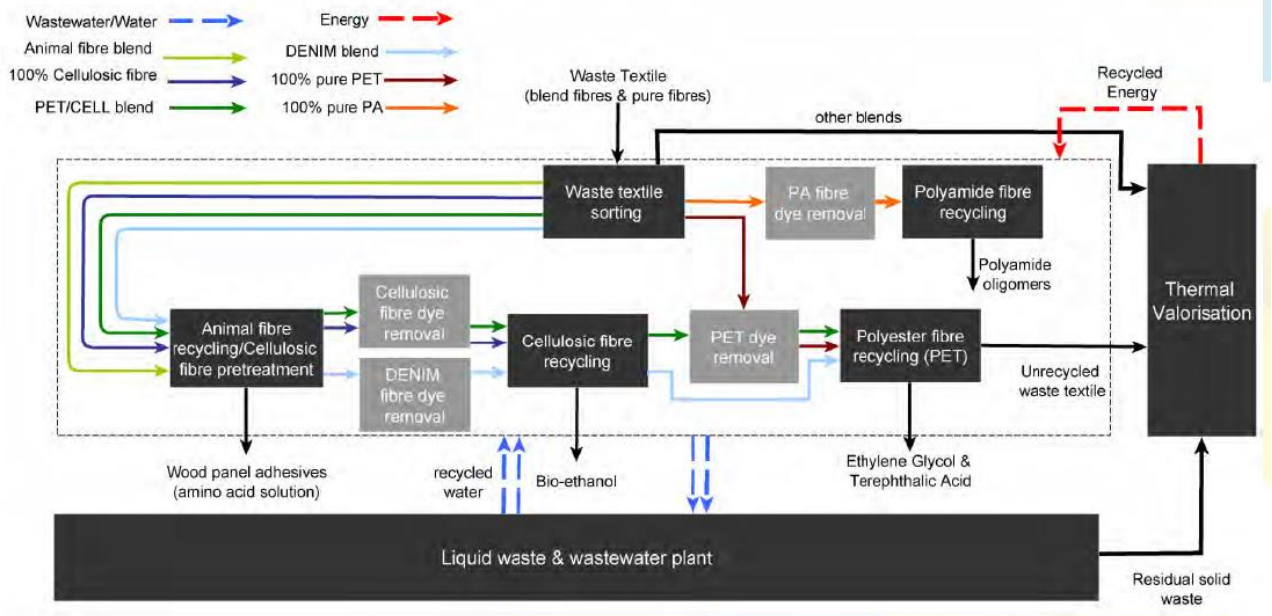 Wastewater/Water
Energy
Animal fibre blend
DENIM blend
100% Cellulosic fibre
100% pure PET
PET/CELL blend
100% pure PA
Waste Textile
(blend fibres & pure fibres)
Recycled
Energy
other blends
Waste textile
sorting
PA fibre
dye removal
Polyamide fibre
recycling
Polyamide
oligomers
Thermal
Valorisation
Animal fibre
recycling/Cellulosic
fibre pretreatment
Cellulosic
fibre dye
removal
DENIM
fibre dye
removal
Cellulosic fibre
recycling
PET dye
removal
Polyester fibre
recycling (PET)
Unrecycled
waste textile
Wood panel adhesives
(amino acid solution)
recycled
water
Bio-ethanol
Ethylene Glycol &
Terephthalic Acid
Liquid waste & wastewater plant
Residual solid
waste